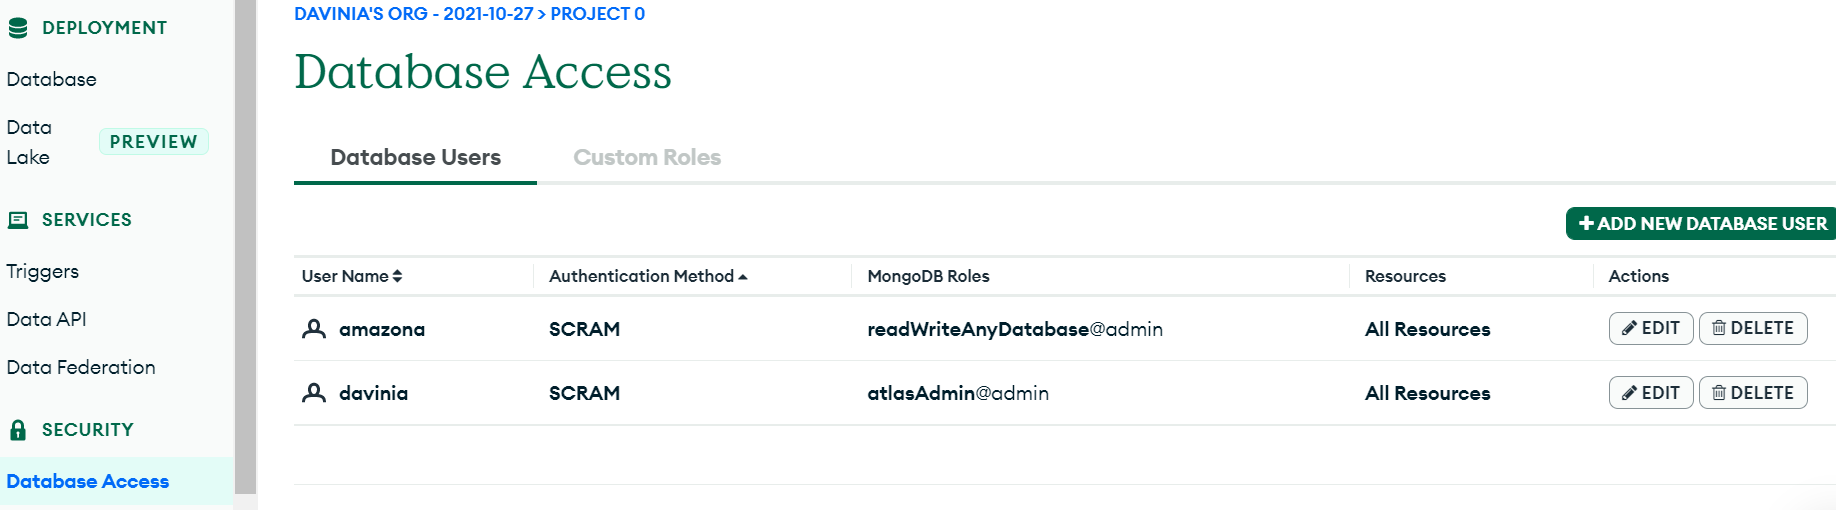 DEPLOYMENT
Database
Data
Lake
PREVIEW
SERVICES
Triggers
Data API
Data Federation
SECURITY
Database Access
DAVINIA'S ORG - 2021-10-27 > PROJECT 0
Database Access
Database Users Custom Roles
+ ADD NEW DATABASE USER
User Name Authentication Method MongoDB Roles Resources Actions
amazona SCRAM readWriteAnyDatabase@admin All Resources EDIT DELETE
davinia SCRAM atlasAdmin@admin All Resources EDIT DELETE